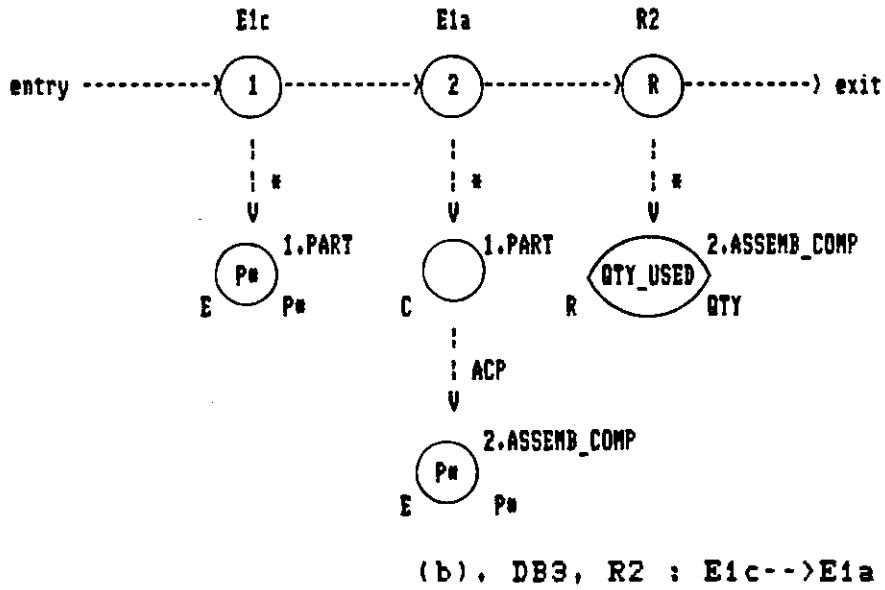 E1c E1a R2
entry 1 2 R exit
* * *
1.PART 1.PART 2.ASSEMB_COMP
P# QTY_USED
E P# C R QTY
ACP
2.ASSEMB_COMP
P#
E P#
(b). DB3, R2 : E1c-->E1a